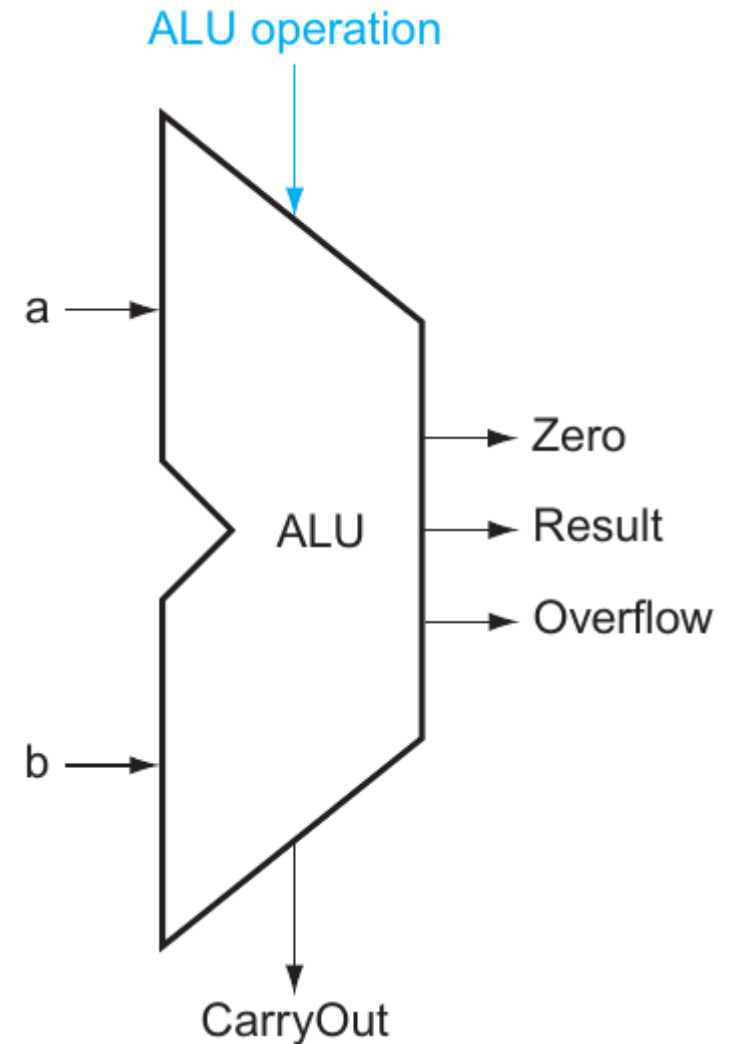 ALU operation
a
Zero
ALU
Result
Overflow
b
CarryOut